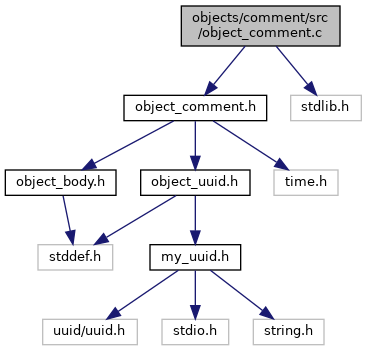 objects/comment/src
/object_comment.c
object_comment.h
stdlib.h
object_body.h
object_uuid.h
time.h
stddef.h
my_uuid.h
uuid/uuid.h
stdio.h
string.h